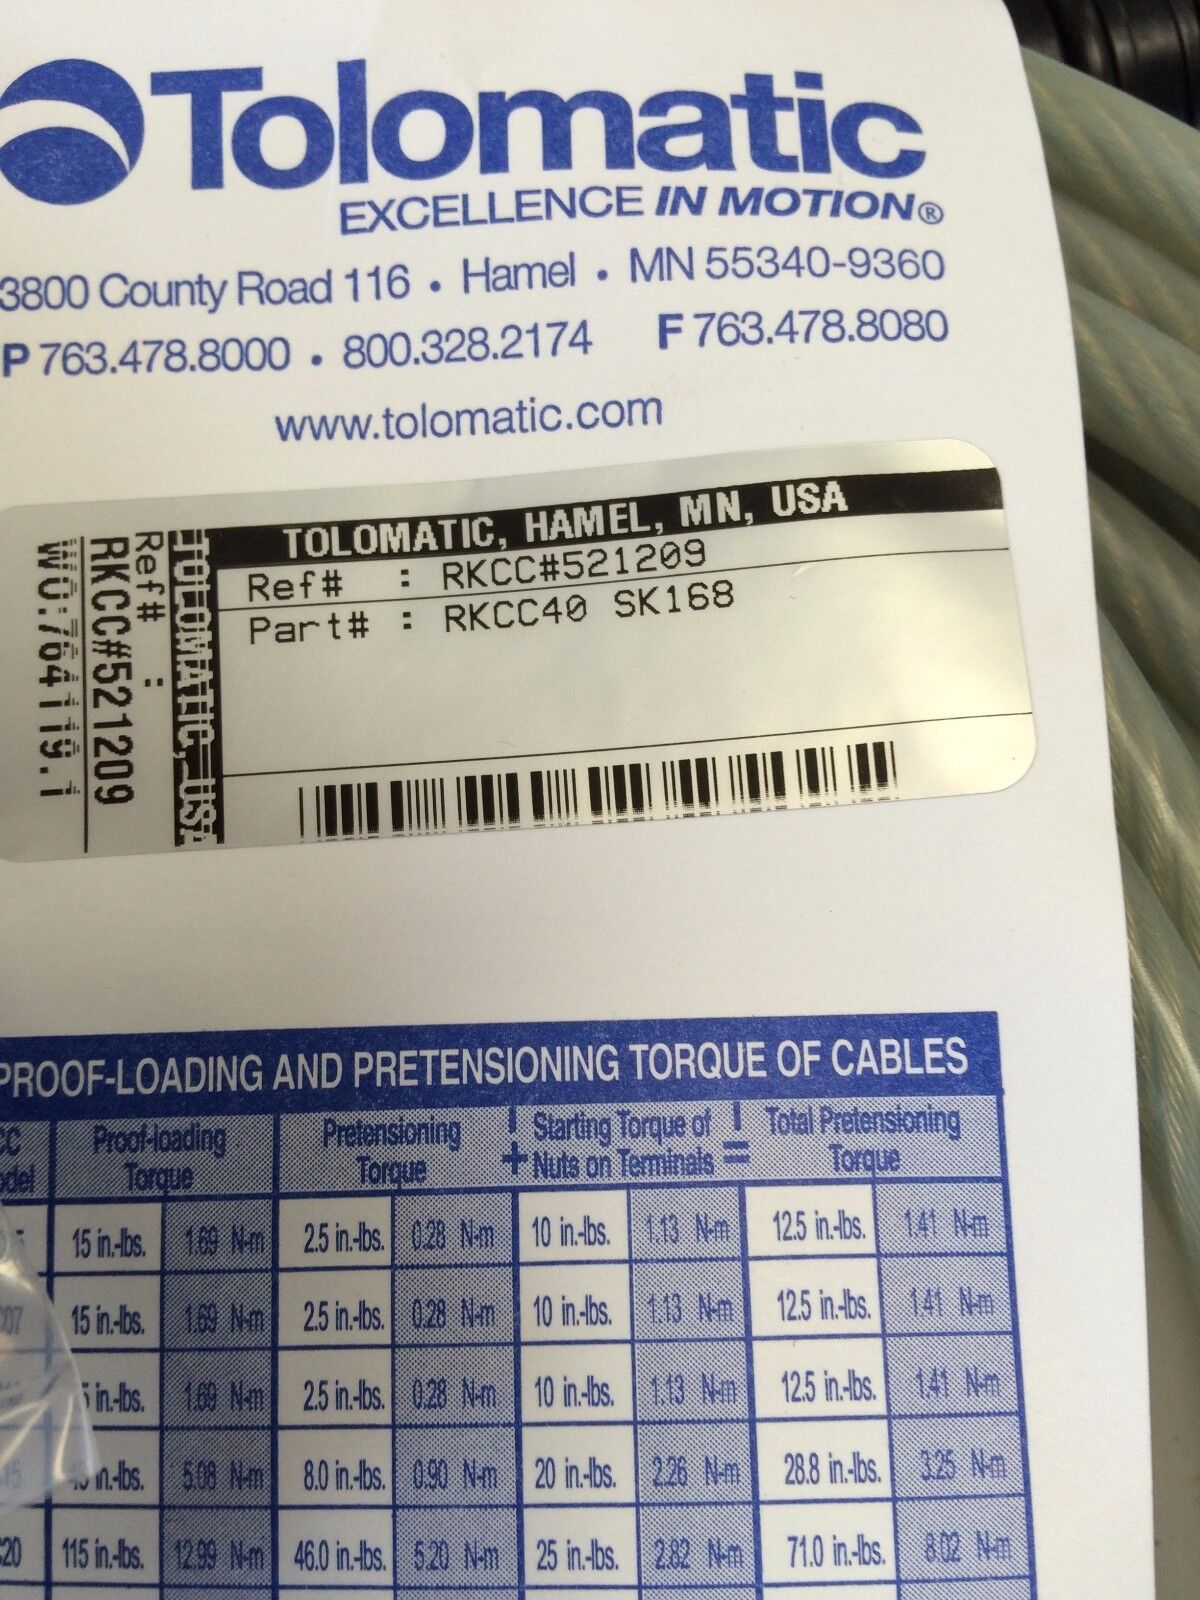 Tolomatic
EXCELLENCE IN MOTION®
3800 County Road 116 • Hamel • MN 55340-9360
P 763.478.8000 • 800.328.2174 F 763.478.8080
www.tolomatic.com
TOLOMATIC, HAMEL, MN, USA
Ref# : RKCC#521209
Part# : RKCC40 SK168
TOLOMATIC, USA
Ref# :
RKCC#521209
WO:764119.1
PROOF-LOADING AND PRETENSIONING TORQUE OF CABLES
Proof-loading Torque
Pretensioning Torque
+ Starting Torque of Nuts on Terminals =
Total Pretensioning Torque
15 in.-lbs. 1.69 N-m 2.5 in.-lbs. 0.28 N-m 10 in.-lbs. 1.13 N-m 12.5 in.-lbs. 1.41 N-m
07 15 in.-lbs. 1.69 N-m 2.5 in.-lbs. 0.28 N-m 10 in.-lbs. 1.13 N-m 12.5 in.-lbs. 1.41 N-m
in.-lbs. 1.69 N-m 2.5 in.-lbs. 0.28 N-m 10 in.-lbs. 1.13 N-m 12.5 in.-lbs. 1.41 N-m
15 in.-lbs. 5.08 N-m 8.0 in.-lbs. 0.90 N-m 20 in.-lbs. 2.26 N-m 28.8 in.-lbs. 3.25 N-m
20 115 in.-lbs. 12.99 N-m 46.0 in.-lbs. 5.20 N-m 25 in.-lbs. 2.82 N-m 71.0 in.-lbs. 8.02 N-m